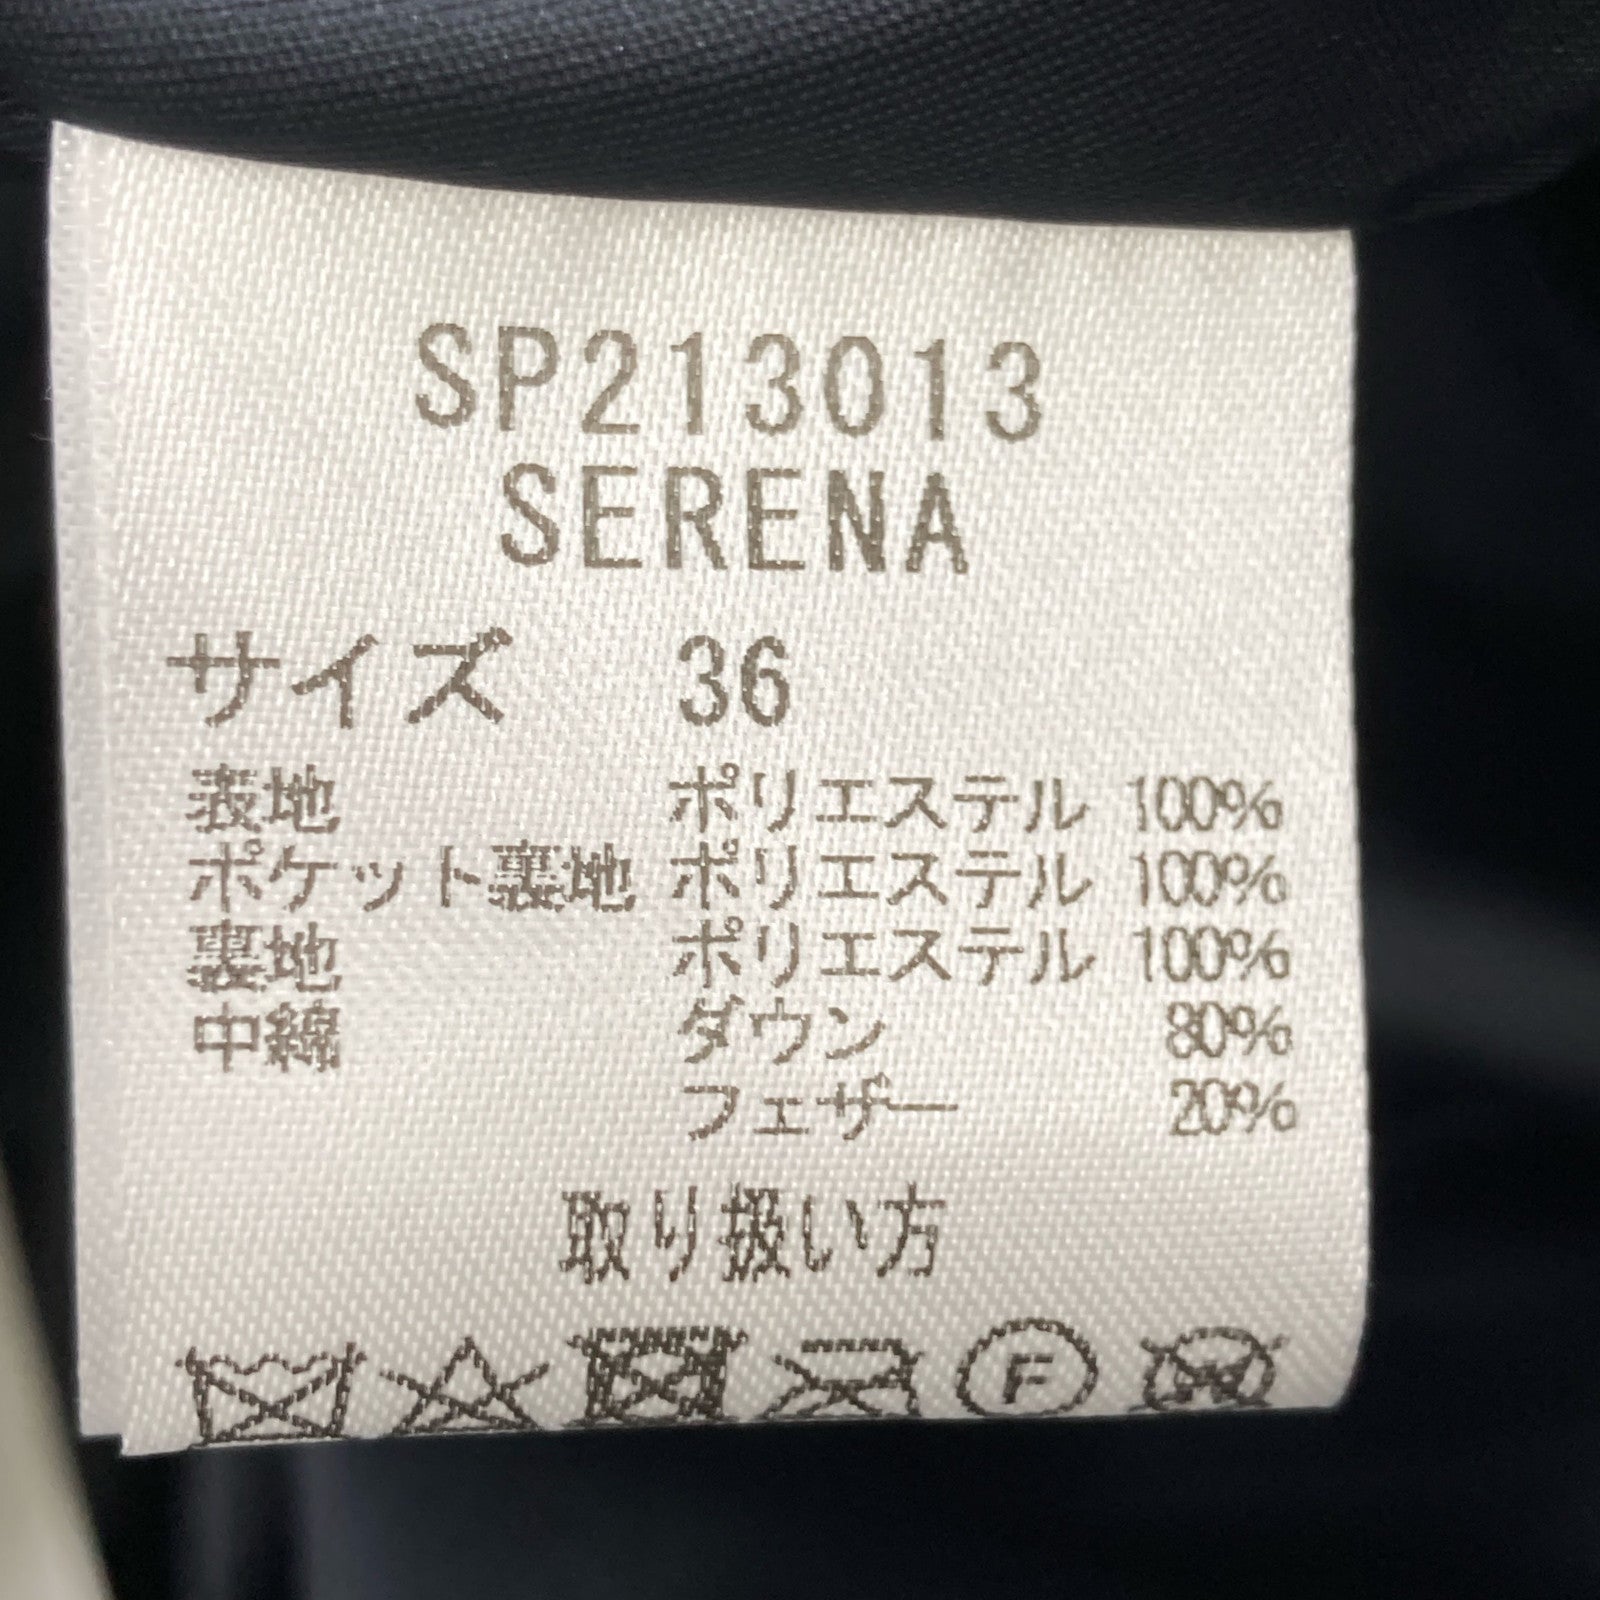 SP213013
SERENA
サイズ 36
表地 ポリエステル 100%
ポケット裏地 ポリエステル 100%
裏地 ポリエステル 100%
中綿 ダウン 80%
フェザー 20%
取り扱い方
F
W